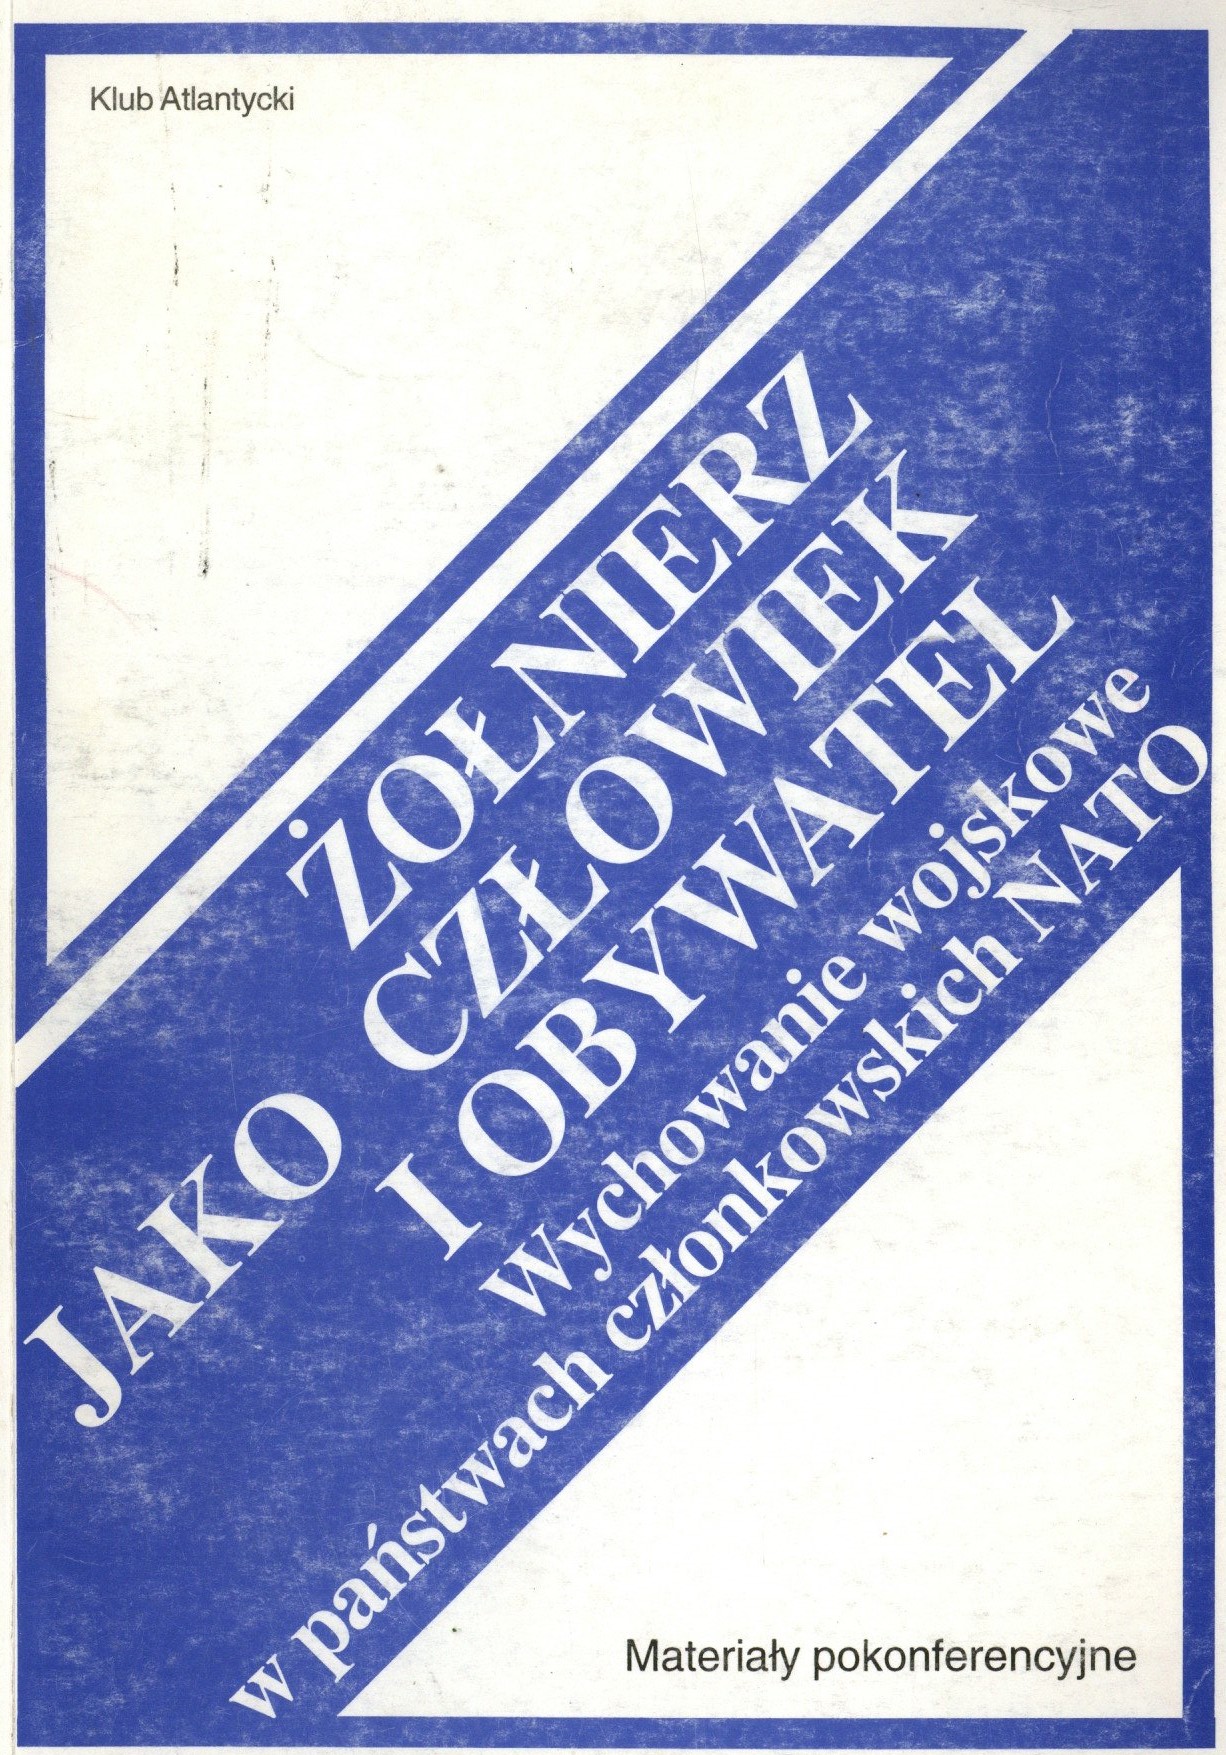 Klub Atlantycki
ŻOŁNIERZ
JAKO CZŁOWIEK
I OBYWATEL
Wychowanie wojskowe
w państwach członkowskich NATO
Materiały pokonferencyjne